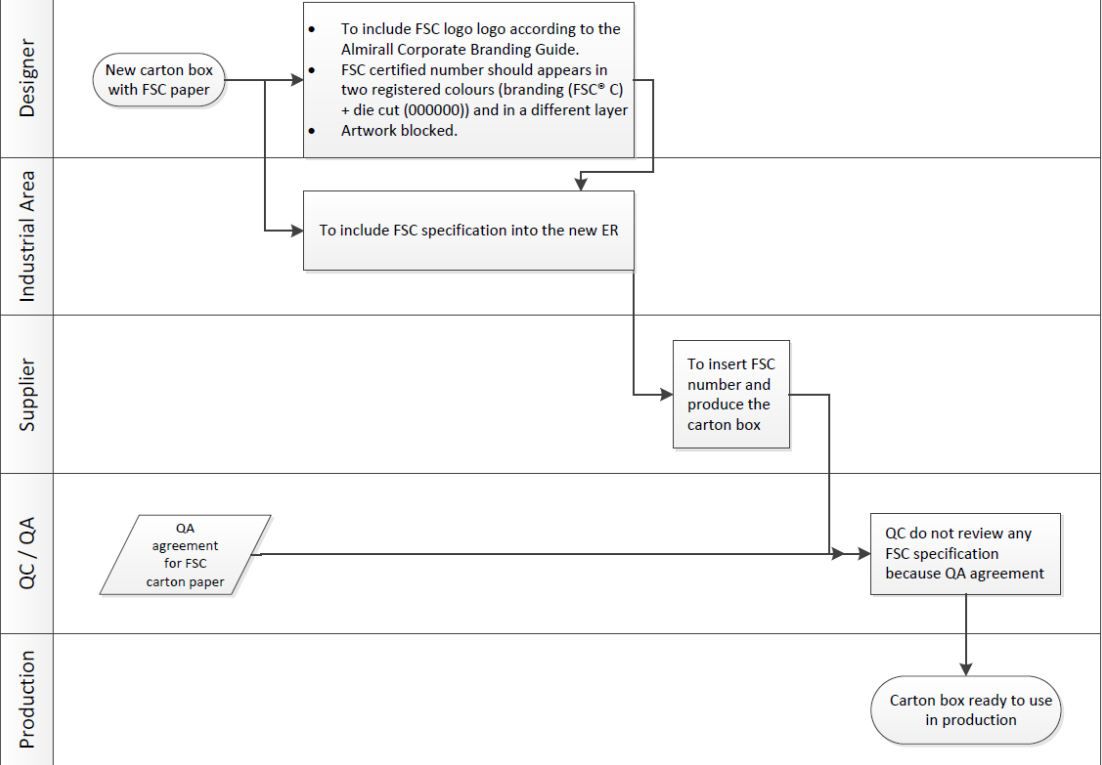 Designer
New carton box
with FSC paper
• To include FSC logo logo according to the
Almirall Corporate Branding Guide.
• FSC certified number should appears in
two registered colours (branding (FSC® C)
+ die cut (000000)) and in a different layer
• Artwork blocked.
Industrial Area
To include FSC specification into the new ER
Supplier
To insert FSC
number and
produce the
carton box
QC / QA
QA
agreement
for FSC
carton paper
QC do not review any
FSC specification
because QA agreement
Production
Carton box ready to use
in production